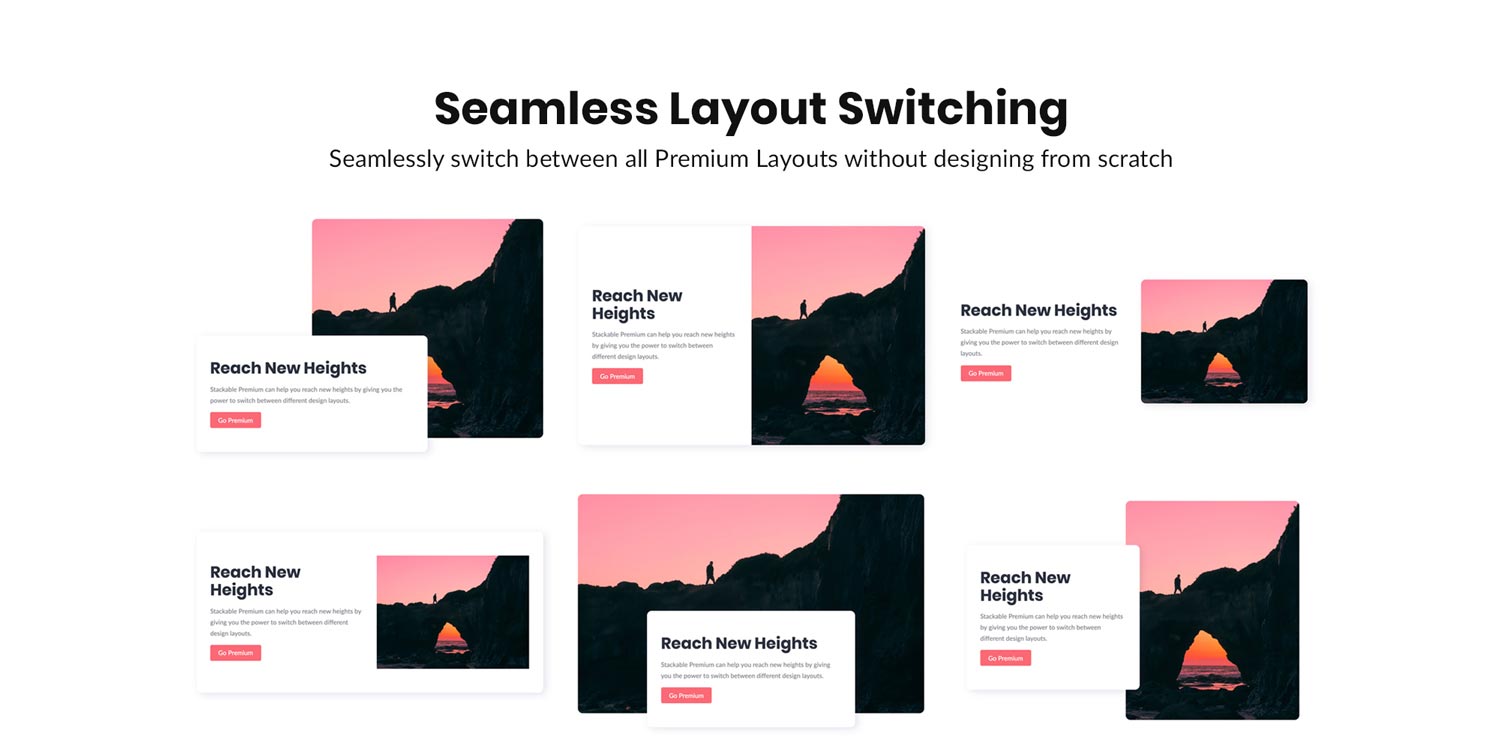 Seamless Layout Switching
Seamlessly switch between all Premium Layouts without designing from scratch
Reach New Heights
Stackable Premium can help you reach new heights by giving you the
power to switch between different design layouts.
Go Premium
Reach New
Heights
Stackable Premium can help you reach new heights
by giving you the power to switch between
different design layouts.
Go Premium
Reach New Heights
Stackable Premium can help you reach new heights by
giving you the power to switch between different design
layouts.
Go Premium
Reach New
Heights
Stackable Premium can help you reach new heights by
giving you the power to switch between different
design layouts.
Go Premium
Reach New Heights
Stackable Premium can help you reach new heights by giving
you the power to switch between different design layouts.
Go Premium
Reach New
Heights
Stackable Premium can help you reach new heights
by giving you the power to switch between
different design layouts.
Go Premium